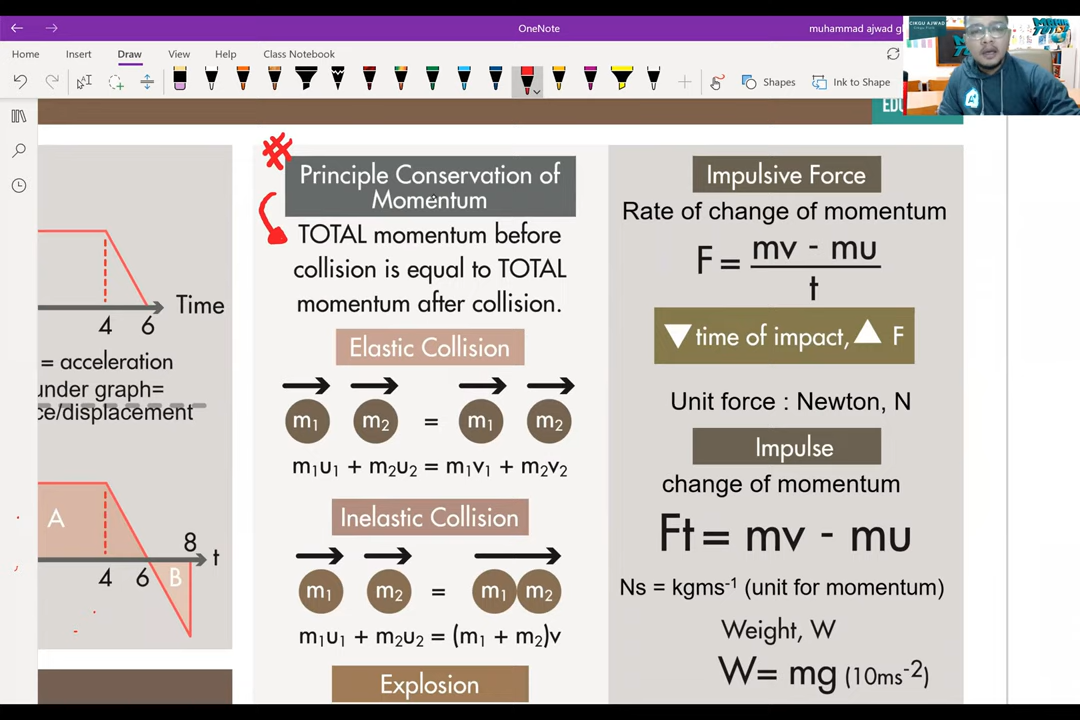 OneNote
muhammad ajwad
CIKGU AJWAD
Home Insert Draw View Help Class Notebook
Shapes Ink to Shape
Time
4 6
= acceleration
under graph=
ce/displacement
A
8
t
4 6 B
#
Principle Conservation of
Momentum
TOTAL momentum before
collision is equal to TOTAL
momentum after collision.
Elastic Collision
m₁ m₂ = m₁ m₂
m₁u₁ + m₂u₂ = m₁v₁ + m₂v₂
Inelastic Collision
m₁ m₂ = m₁ m₂
m₁u₁ + m₂u₂ = (m₁ + m₂)v
Explosion
Impulsive Force
Rate of change of momentum
F = mv - mu
t
▼ time of impact, ▲ F
Unit force : Newton, N
Impulse
change of momentum
Ft = mv - mu
Ns = kgms⁻¹ (unit for momentum)
Weight, W
W= mg (10ms⁻²)